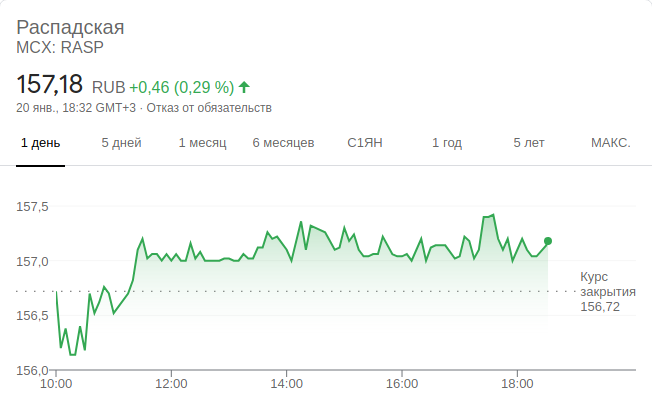 Распадская
MCX: RASP
157,18 RUB +0,46 (0,29 %)
20 янв., 18:32 GMT+3 · Отказ от обязательств
1 день 5 дней 1 месяц 6 месяцев С1ЯН 1 год 5 лет МАКС.
157,5
157,0
Курс
закрытия
156,72
156,5
156,0
10:00 12:00 14:00 16:00 18:00